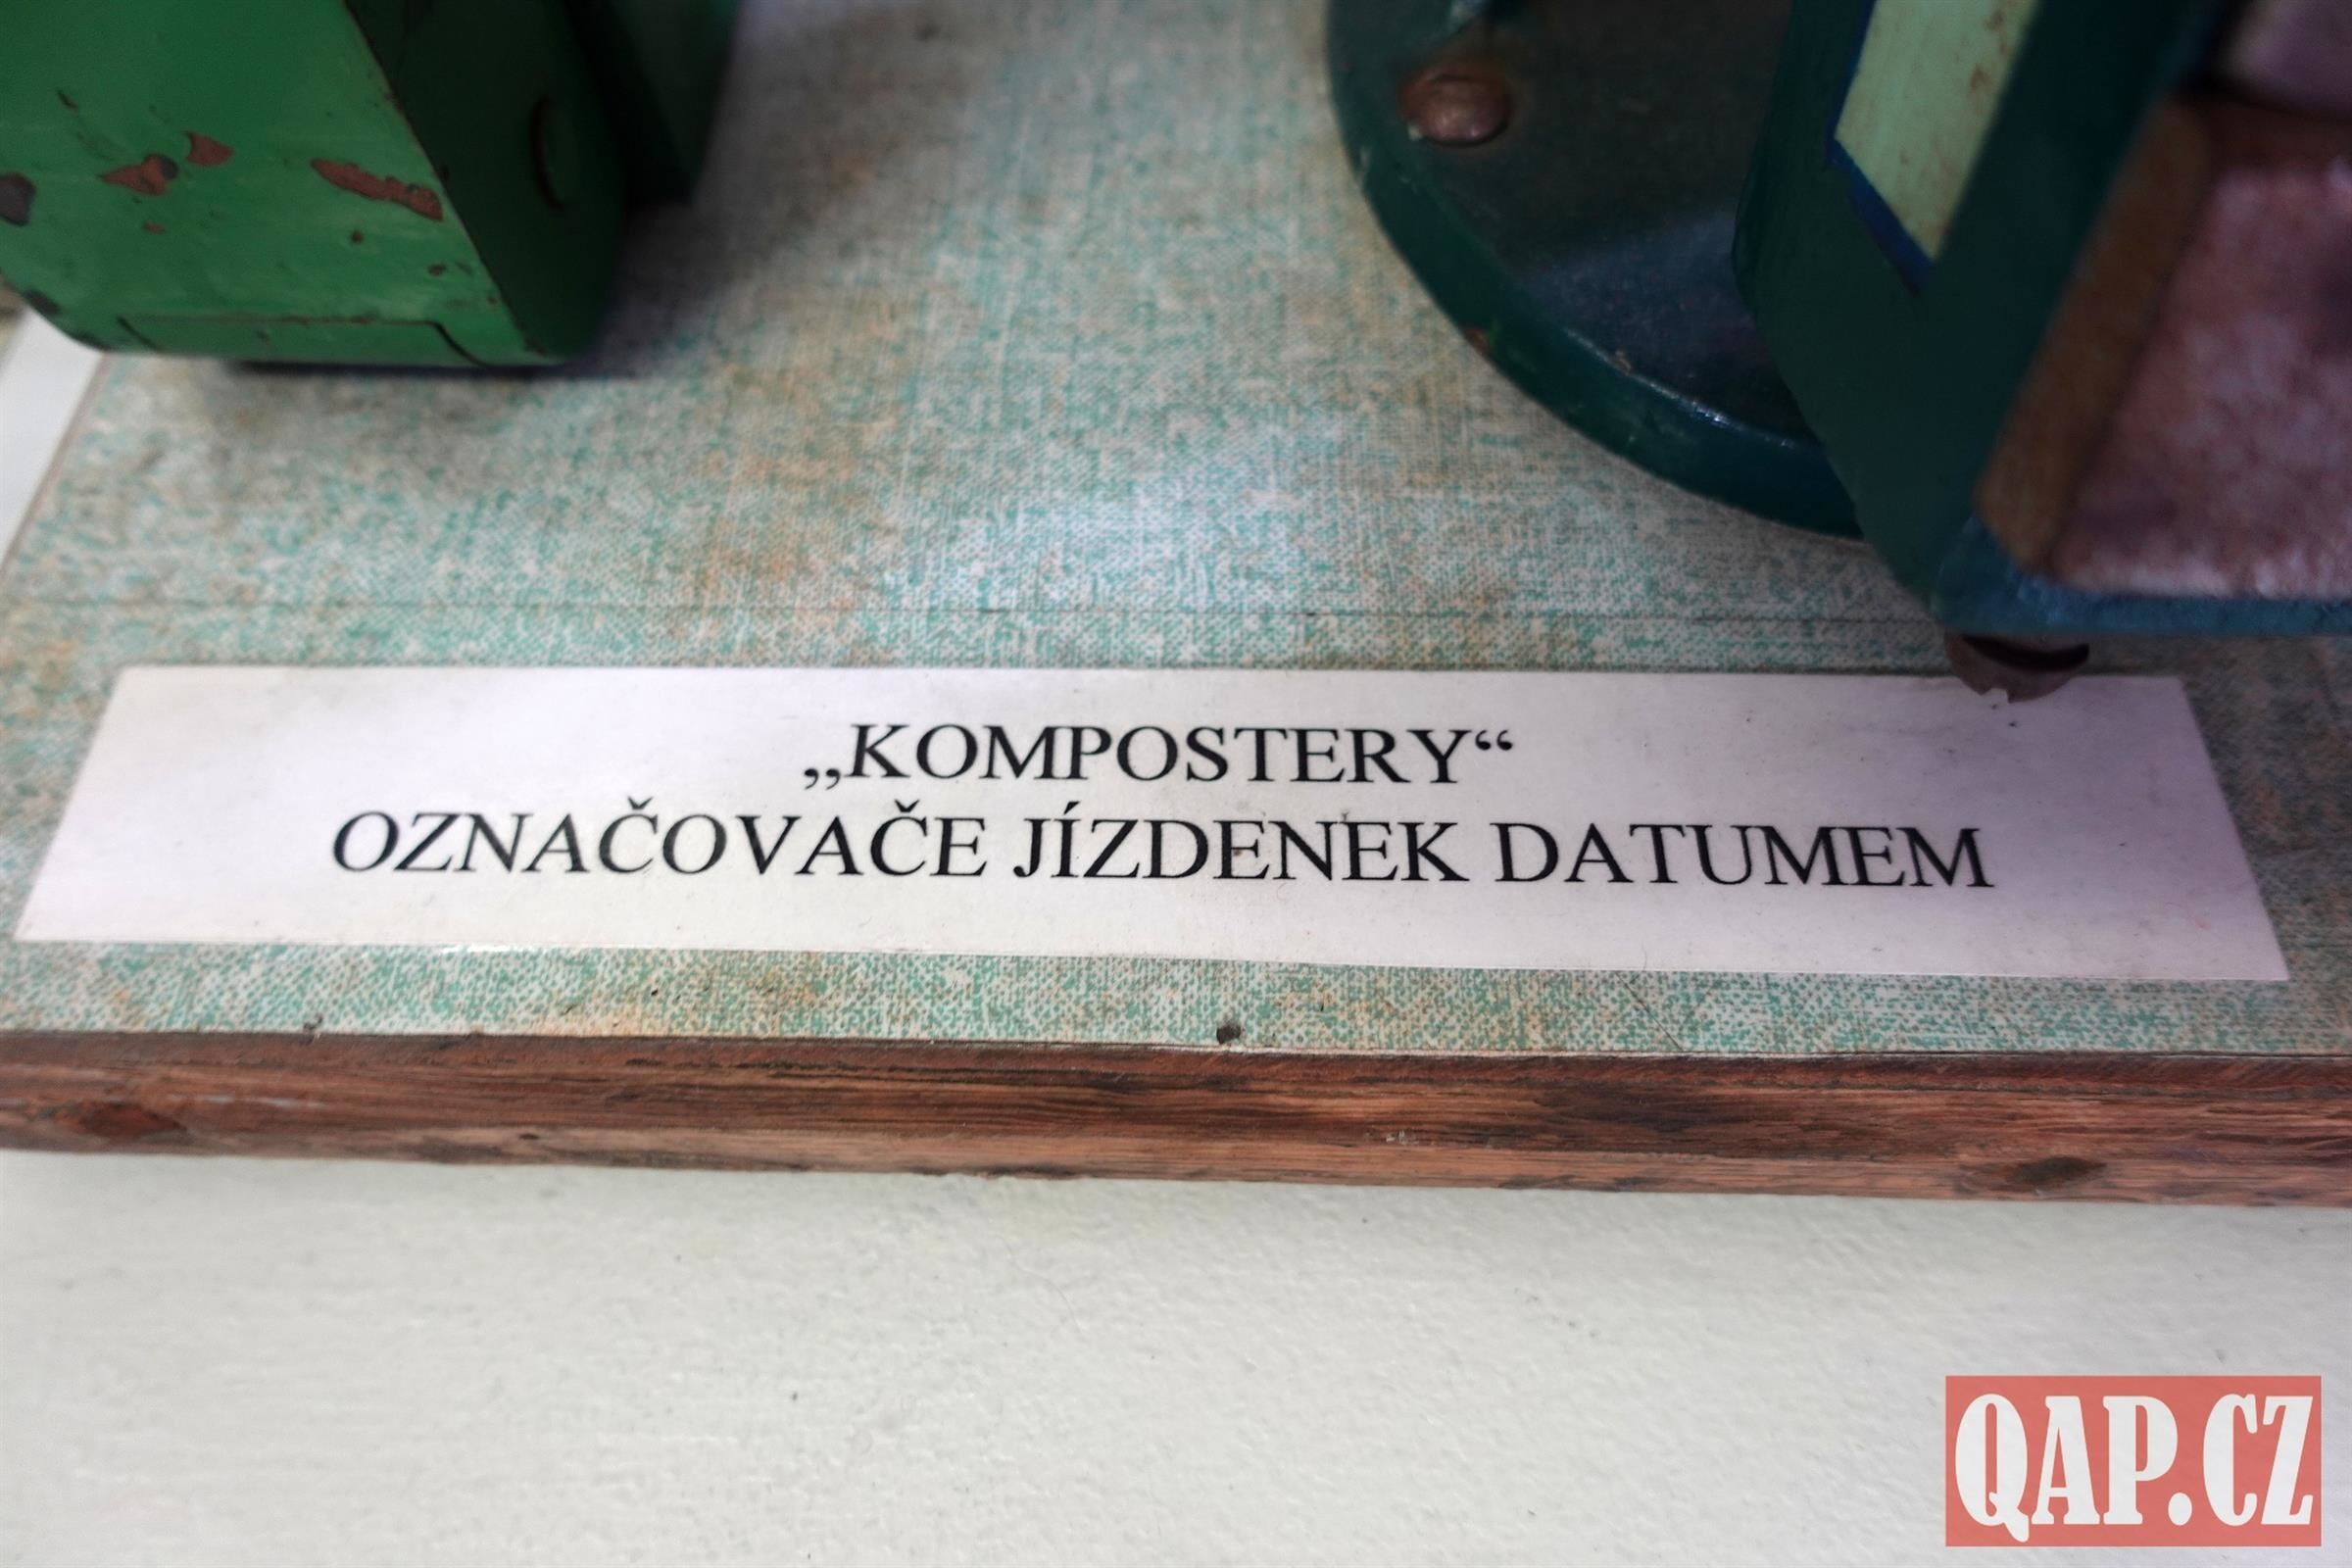 „KOMPOSTERY“
OZNAČOVAČE JÍZDENEK DATUMEM
QAP.CZ